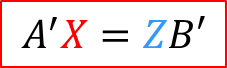 A′X = ZB′